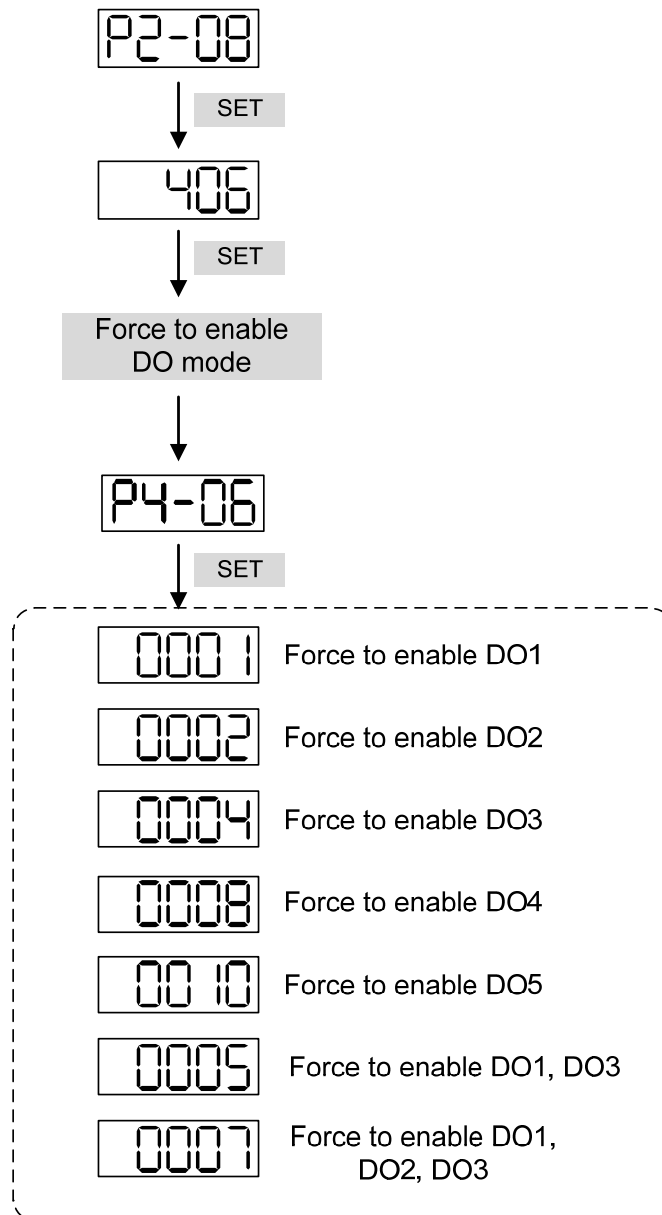 P2-08
SET
406
SET
Force to enable
DO mode
P4-06
SET
0001 Force to enable DO1
0002 Force to enable DO2
0004 Force to enable DO3
0008 Force to enable DO4
0010 Force to enable DO5
0005 Force to enable DO1, DO3
0007 Force to enable DO1,
DO2, DO3